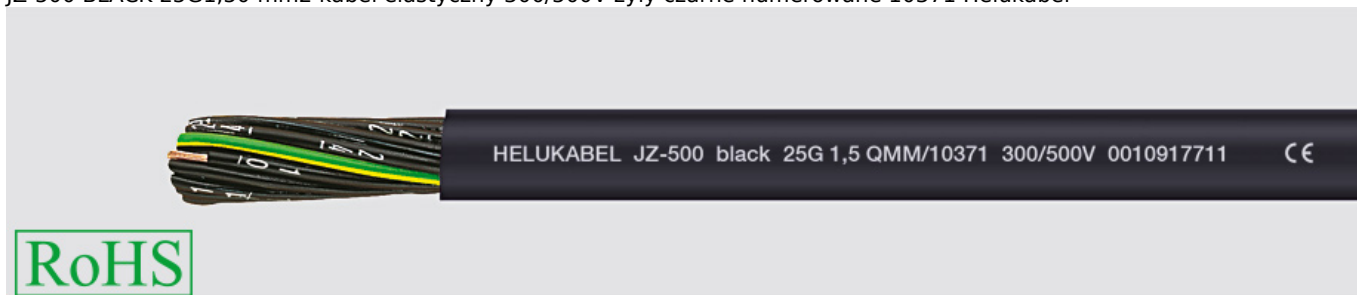 JZ-500 BLACK 25G1,50 mm2 kabel elastyczny 300/500V żyły czarne numerowane 10371 Helukabel
HELUKABEL JZ-500 black 25G 1,5 QMM/10371 300/500V 0010917711 CE
RoHS